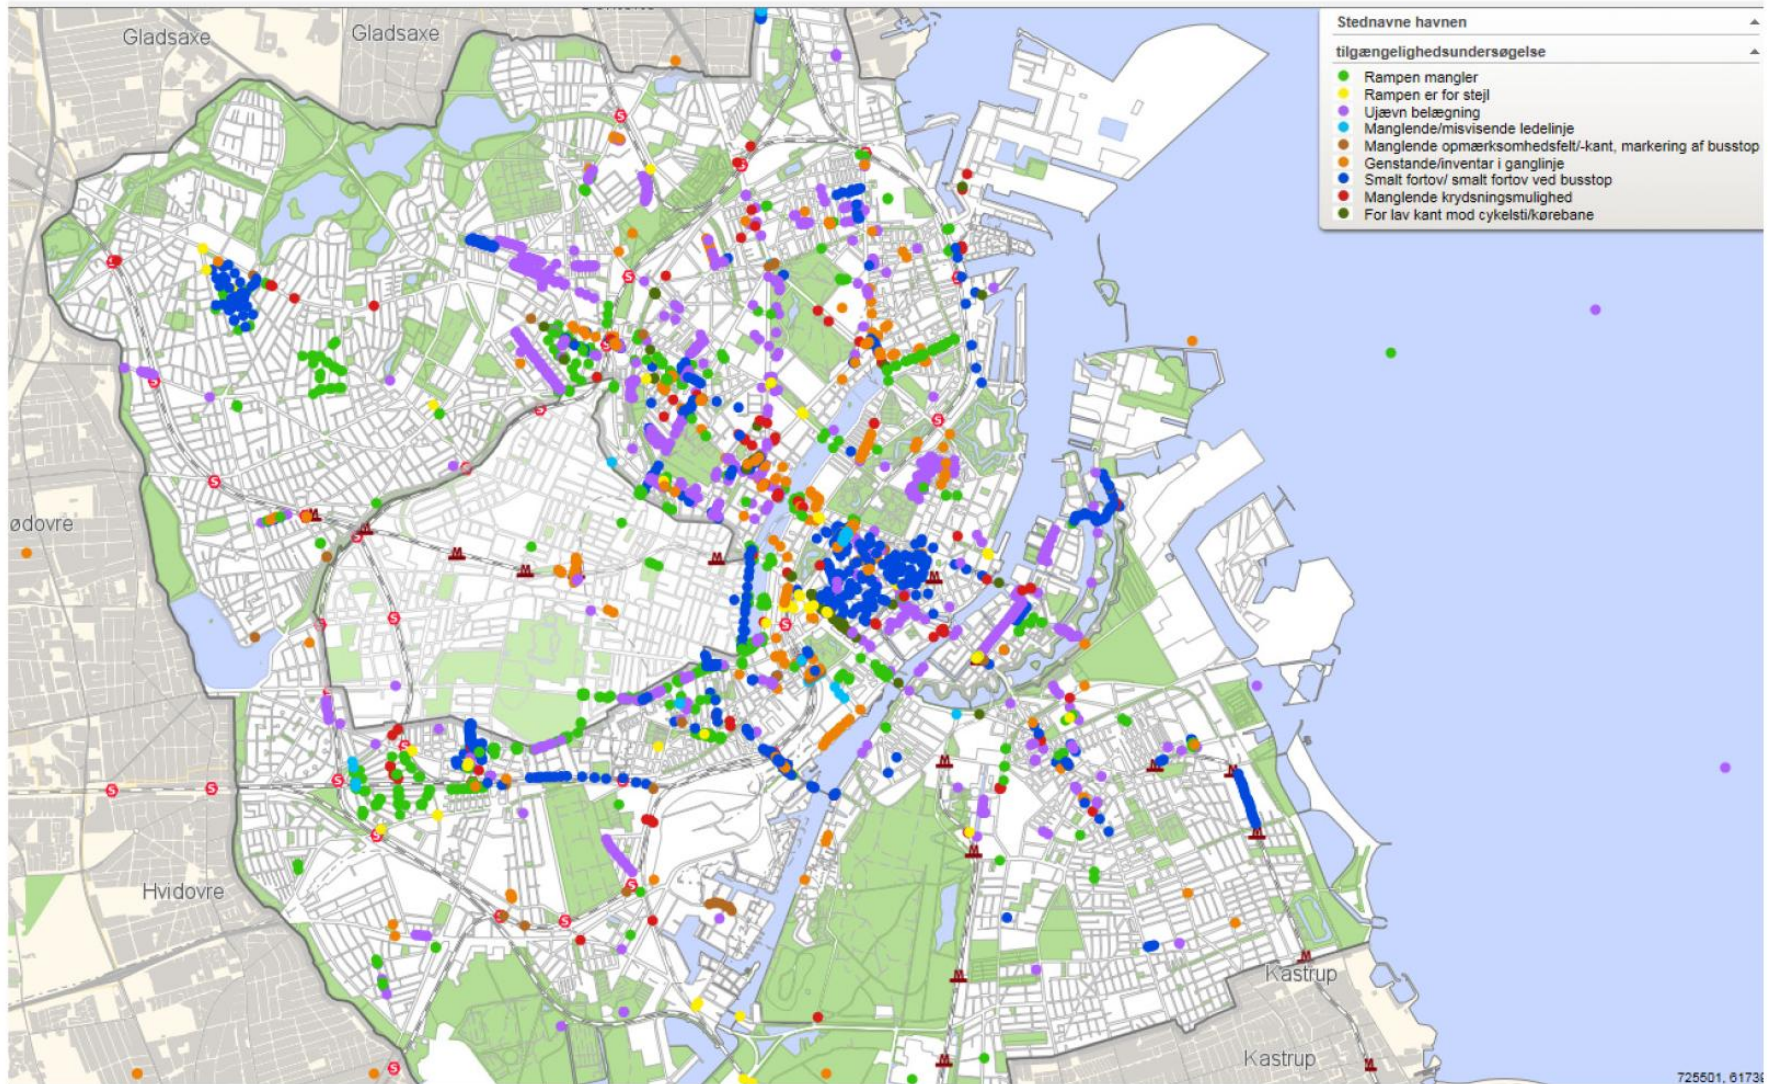 Gladsaxe
Gladsaxe
Stednavne havnen
tilgængelighedsundersøgelse
Rampen mangler
Rampen er for stejl
Ujævn belægning
Manglende/misvisende ledelinje
Manglende opmærksomhedsfelt/-kant, markering af busstop
Genstande/inventar i ganglinje
Smalt fortov/ smalt fortov ved busstop
Manglende krydsningsmulighed
For lav kant mod cykelsti/kørebane
ødovre
Hvidovre
Kastrup
Kastrup
725501, 6173